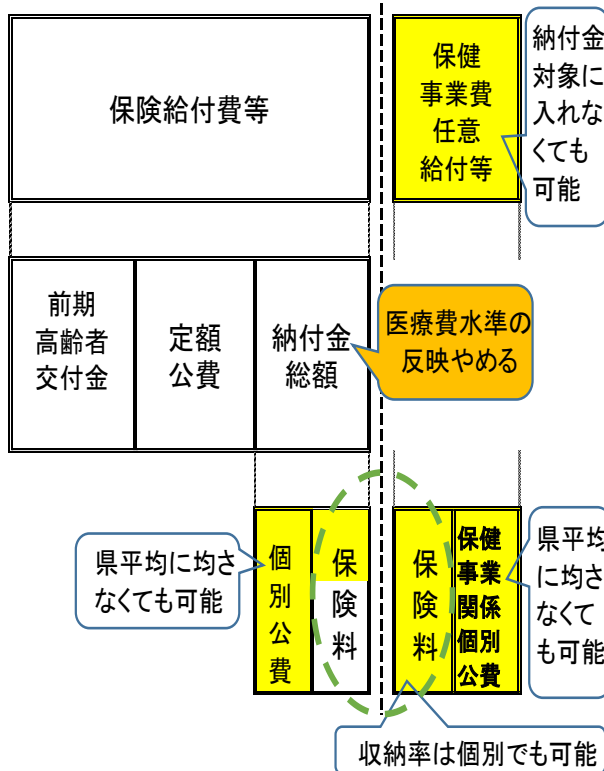 保険給付費等
保健
事業費
任意
給付等
納付金
対象に
入れな
くても
可能
前期
高齢者
交付金
定額
公費
納付金
総額
医療費水準の
反映やめる
県平均に均さ
なくても可能
個
別
公
費
保
険
料
保
険
料
保健
事業
関係
個別
公費
県平均
に均さ
なくて
も可能
収納率は個別でも可能